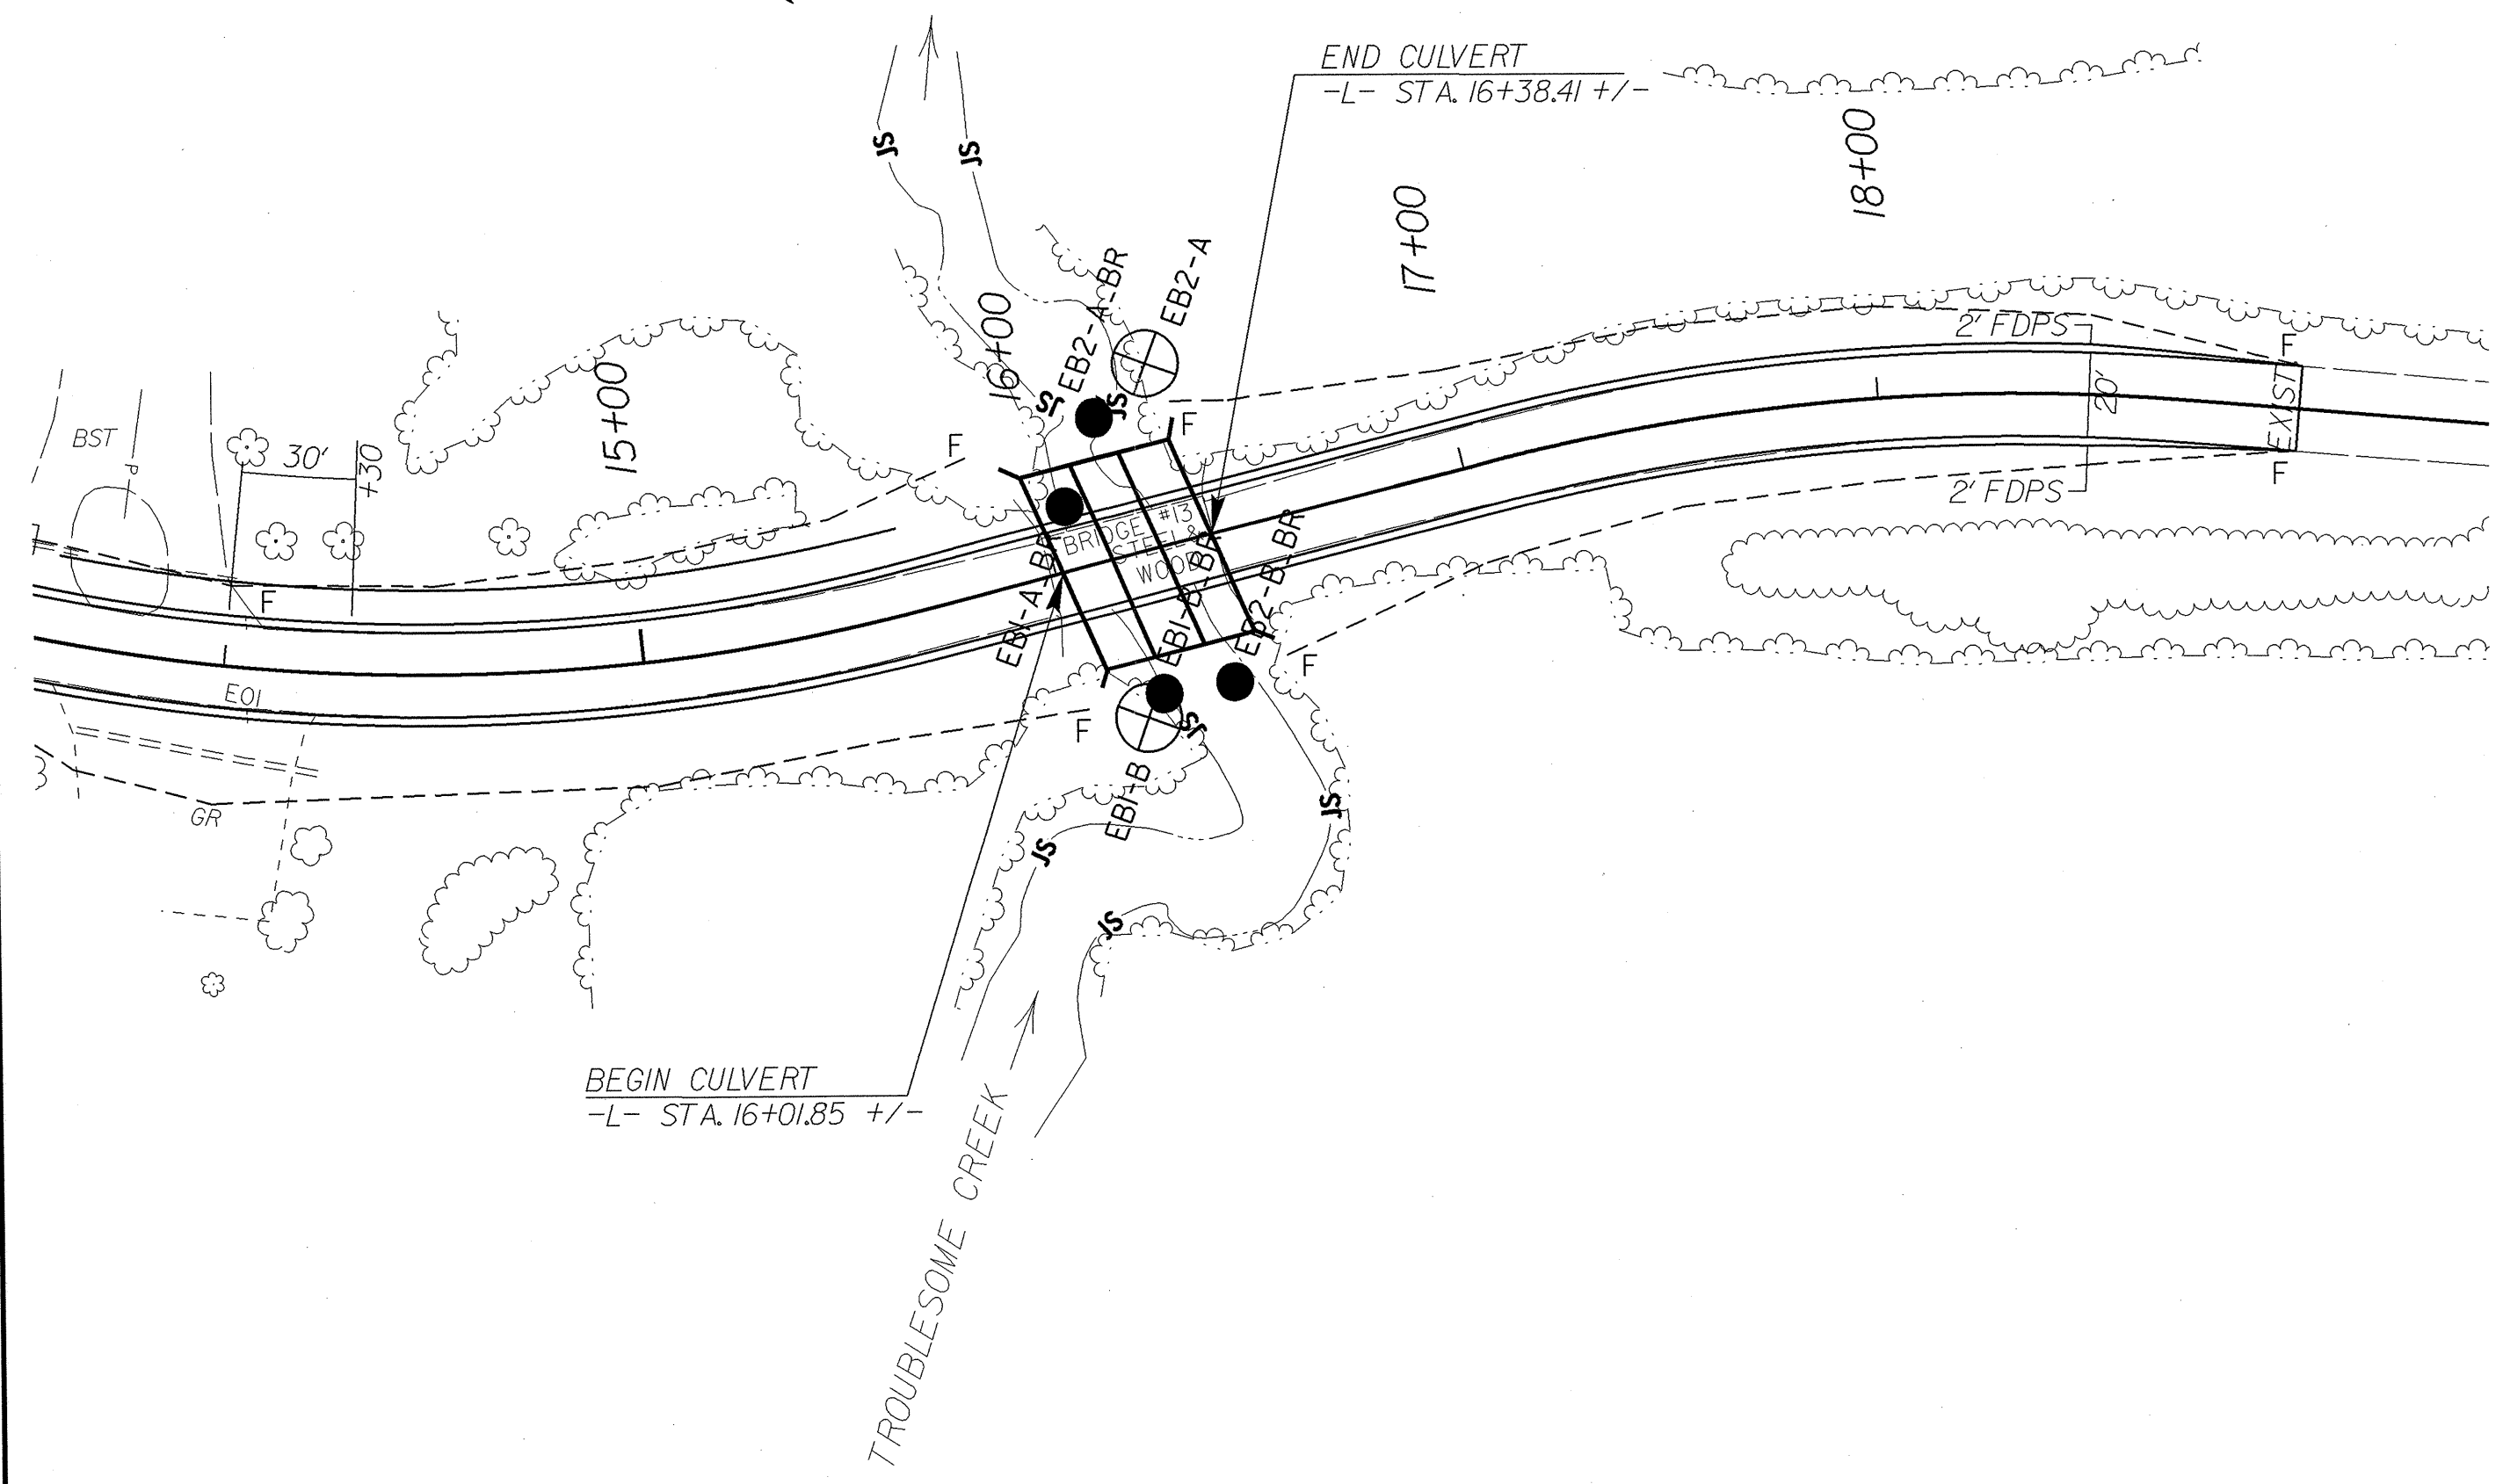 END CULVERT
-L- STA. 16+38.41 +/-
18+00
17+00
16+00
15+00
JS
JS
EB2-A-BR
EB2-A
JS
JS
2' FDPS
20'
2' FDPS
EXIST
F
F
F
F
F
F
F
BST
P
30'
+30
BRIDGE #13
STEEL &
WOOD
EB1-A-BR
EB1-B-BR
EB2-B-BR
EOI
GR
EB1-B
JS
JS
JS
JS
BEGIN CULVERT
-L- STA. 16+01.85 +/-
TROUBLESOME CREEK